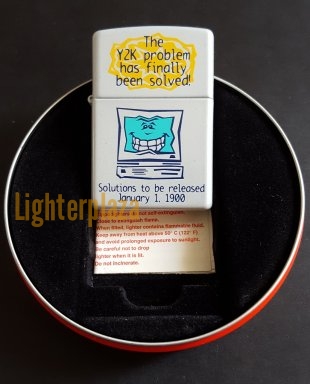 The
Y2K problem
has finally
been solved!
Solutions to be released
January 1, 1900
Lighterplaza
not self-extinguish.
Close to extinguish flame.
When filled, lighter contains flammable fluid.
Keep away from heat above 50° C (122° F)
and avoid prolonged exposure to sunlight.
Be careful not to drop
lighter when it is lit.
Do not incinerate.